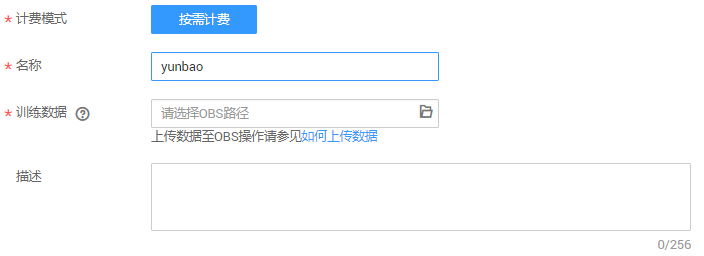 * 计费模式 按需计费
* 名称 yunbao
* 训练数据 ? 请选择OBS路径
上传数据至OBS操作请参见如何上传数据
描述
0/256